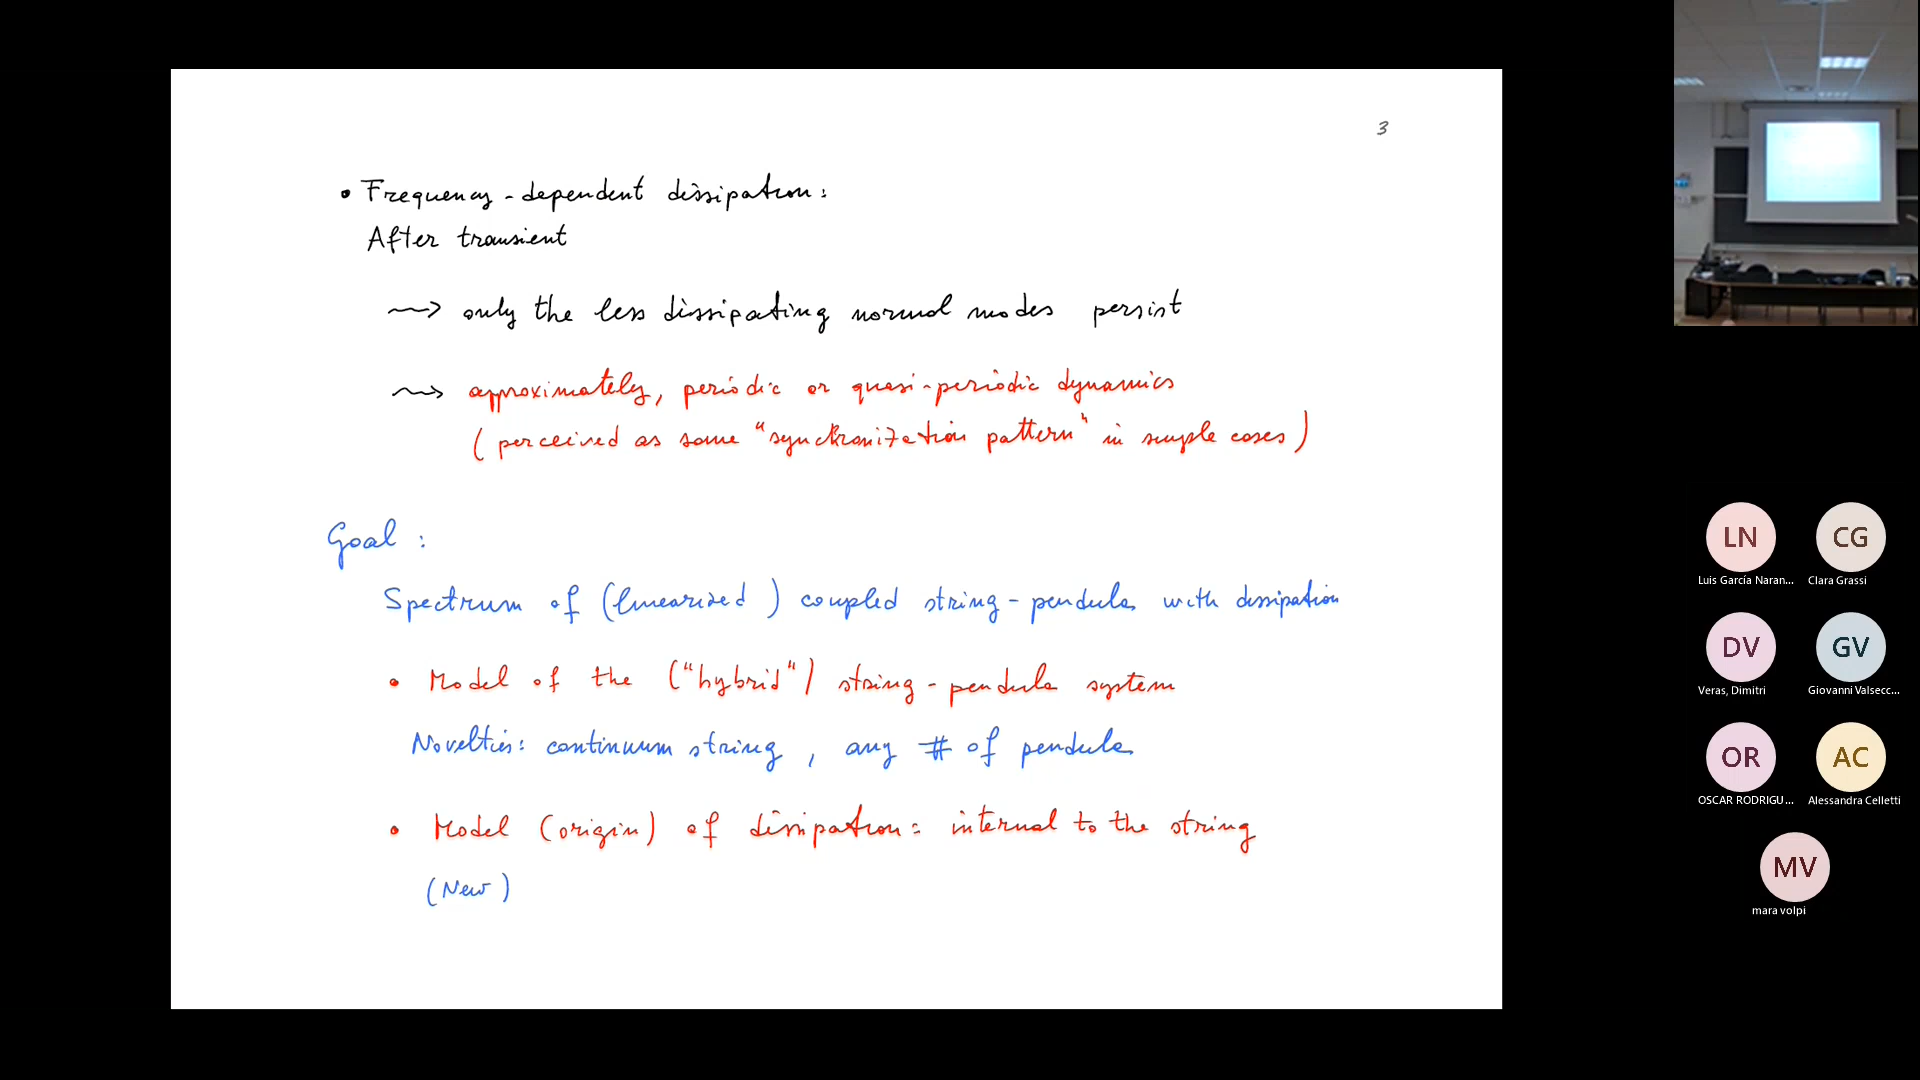 3
• Frequency-dependent dissipation:
After transient
⇝ only the less dissipating normal modes persist
⇝ approximately, periodic or quasi-periodic dynamics
(perceived as some "synchronization pattern" in simple cases)
Goal:
Spectrum of (linearized) coupled string-pendula with dissipation
• Model of the ("hybrid") string-pendula system
Novelties: continuum string, any # of pendula
• Model (origin) of dissipation: internal to the string
(New)
LN
CG
Luis García Naran...
Clara Grassi
DV
GV
Veras, Dimitri
Giovanni Valsecc...
OR
AC
OSCAR RODRIGU...
Alessandra Celletti
MV
mara volpi